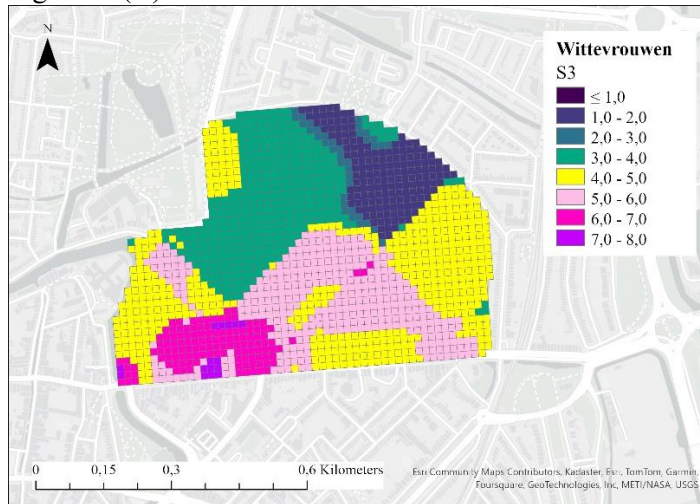 N
Wittevrouwen
S3
≤ 1,0
1,0 - 2,0
2,0 - 3,0
3,0 - 4,0
4,0 - 5,0
5,0 - 6,0
6,0 - 7,0
7,0 - 8,0
0 0,15 0,3 0,6 Kilometers
Esri Community Maps Contributors, Kadaster, Esri, TomTom, Garmin,
Foursquare, GeoTechnologies, Inc, METI/NASA, USGS